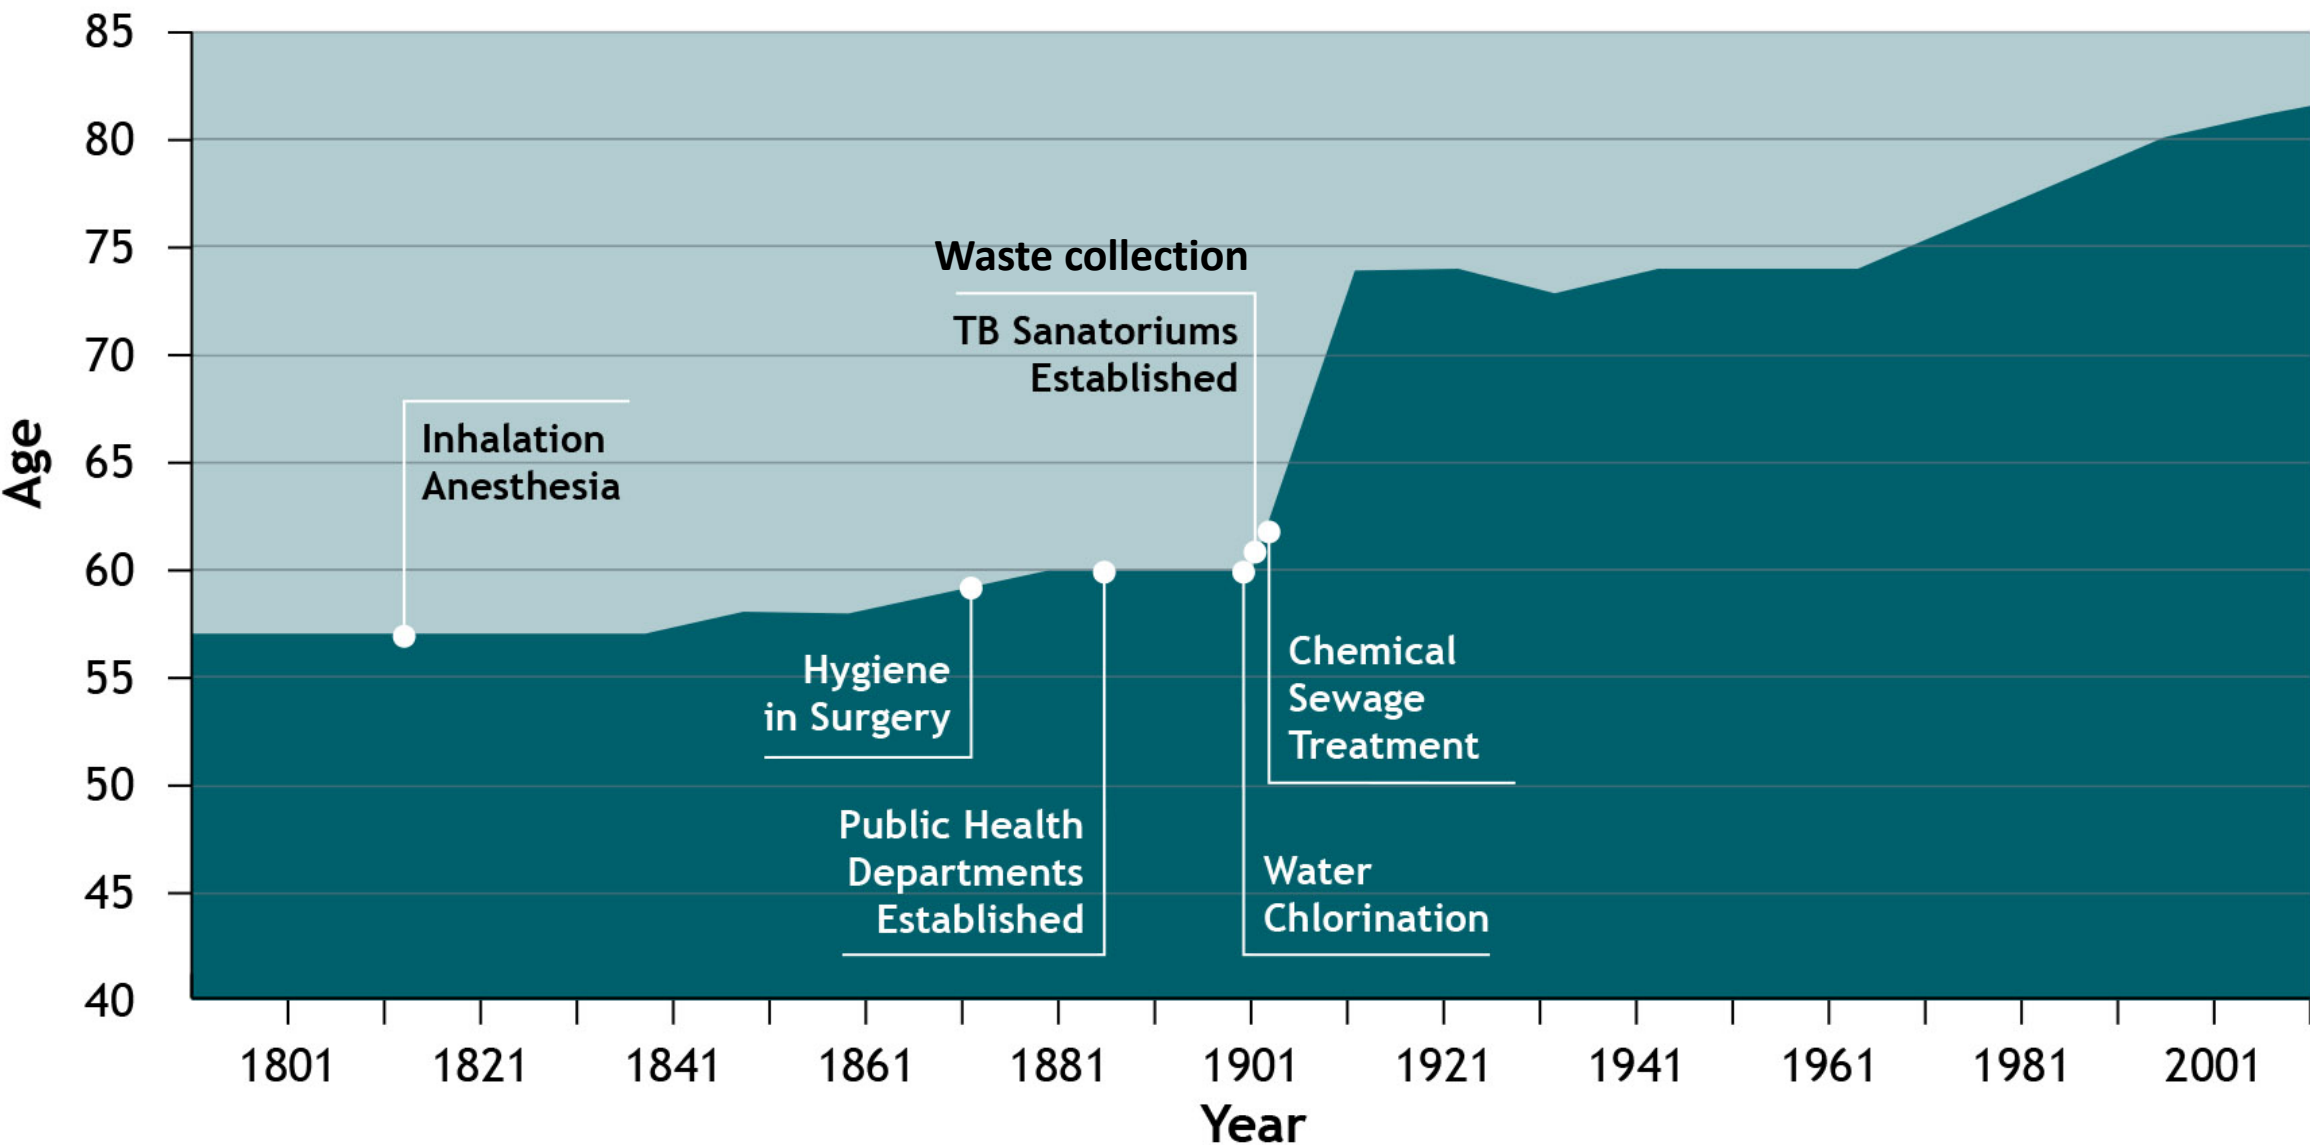 85
80
75
70
65
60
55
50
45
40
Age
Waste collection
TB Sanatoriums
Established
Inhalation
Anesthesia
Hygiene
in Surgery
Public Health
Departments
Established
Chemical
Sewage
Treatment
Water
Chlorination
1801 1821 1841 1861 1881 1901 1921 1941 1961 1981 2001
Year